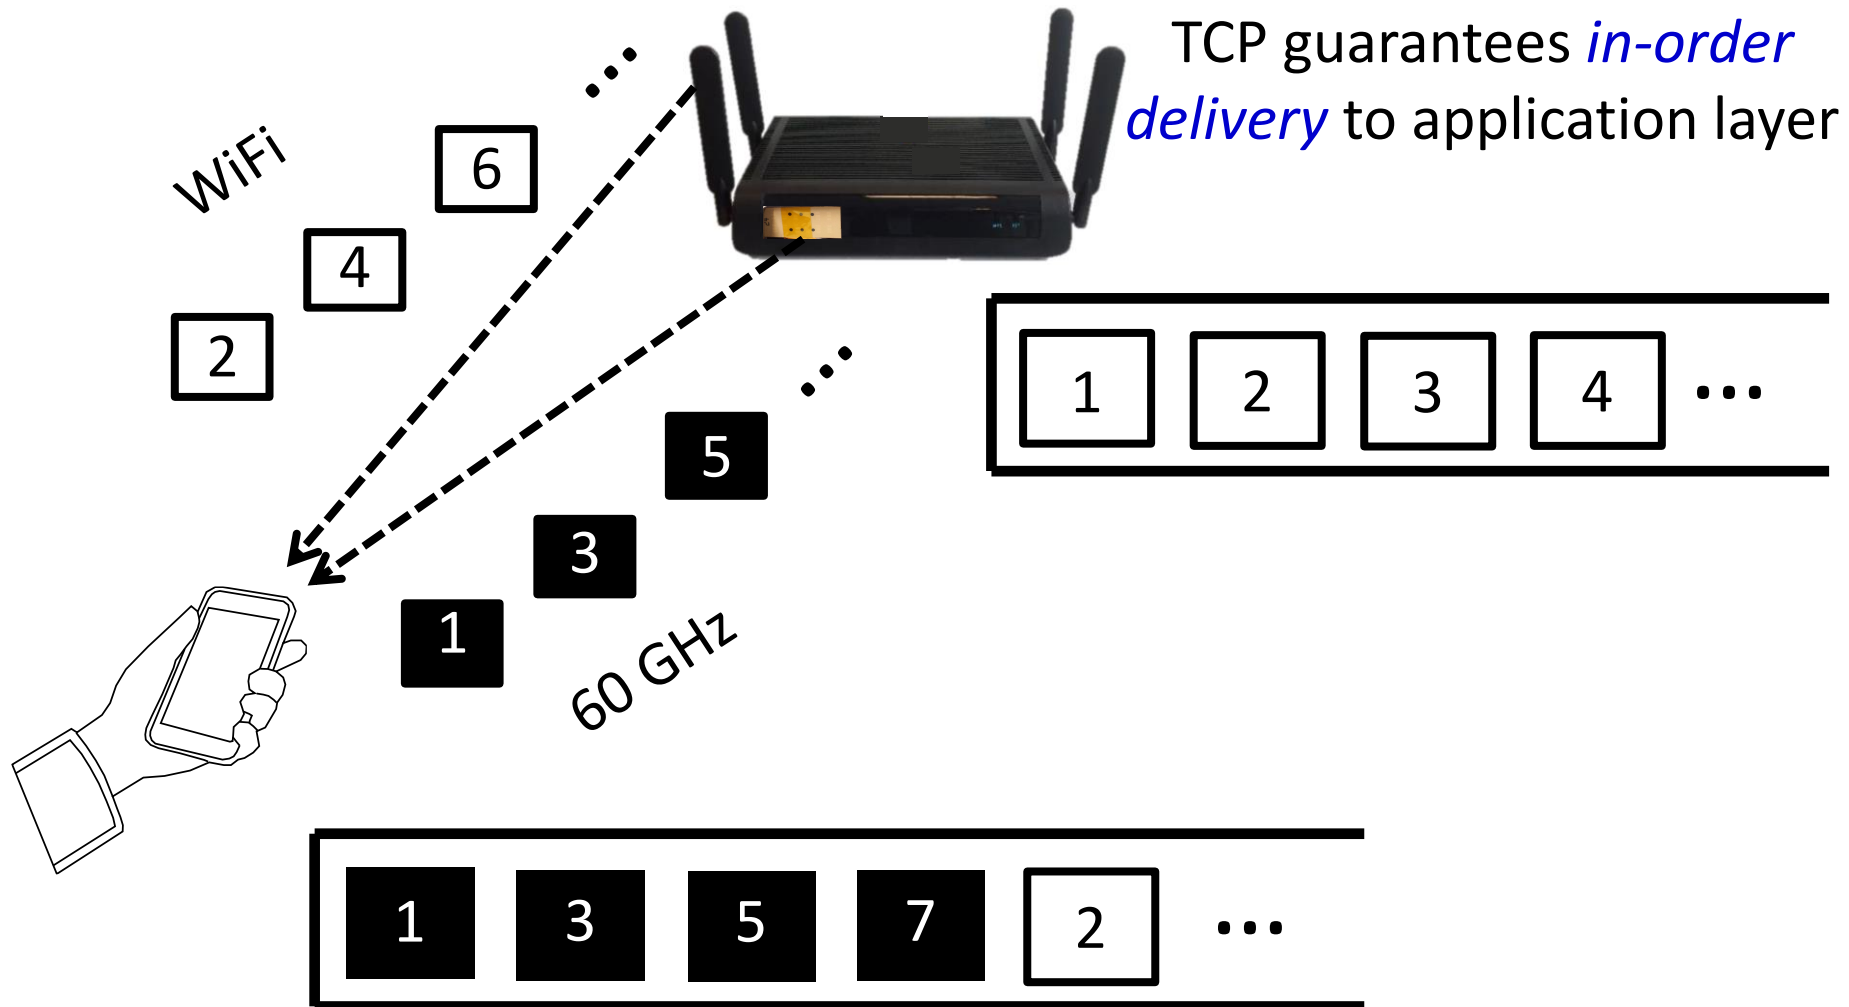 TCP guarantees in-order
delivery to application layer
WiFi
6
4
2
5
3
1
60 GHz
1 2 3 4 ...
1 3 5 7 2 ...